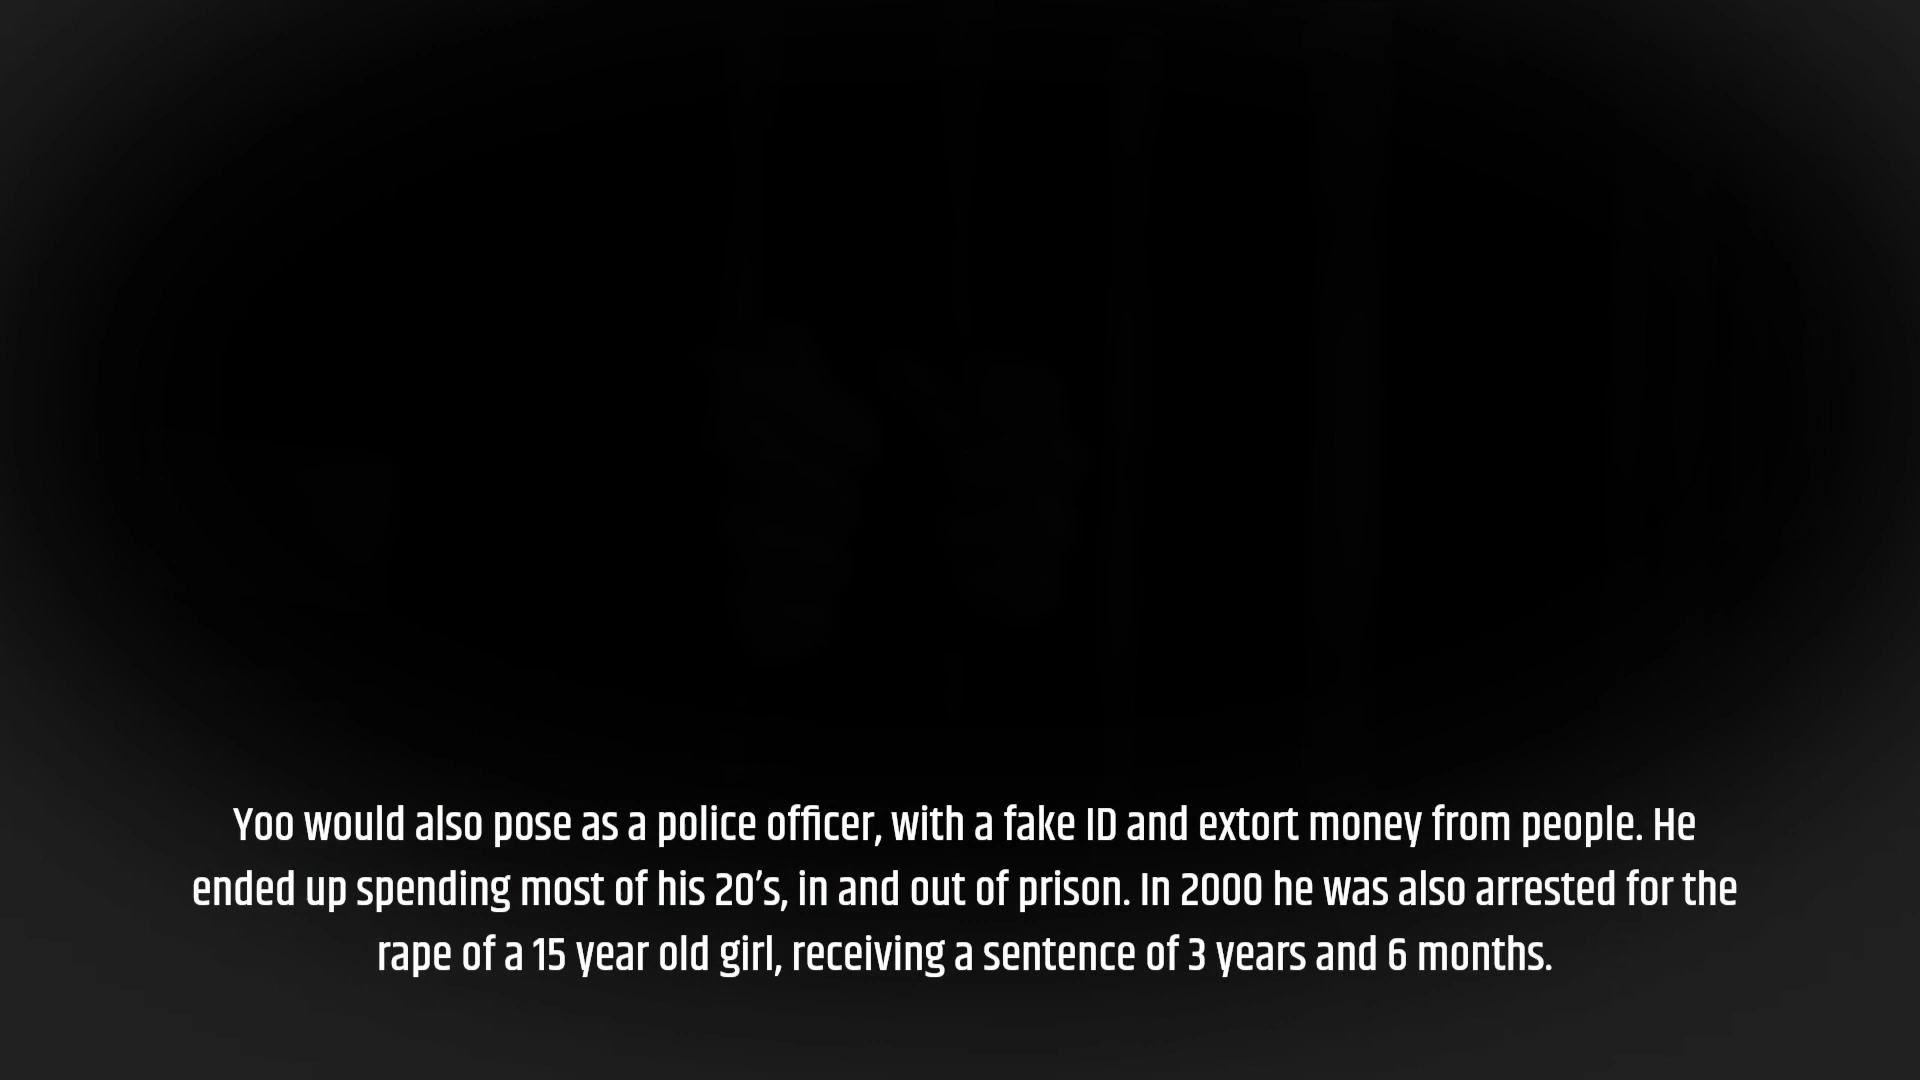 Yoo would also pose as a police officer, with a fake ID and extort money from people. He
ended up spending most of his 20’s, in and out of prison. In 2000 he was also arrested for the
rape of a 15 year old girl, receiving a sentence of 3 years and 6 months.